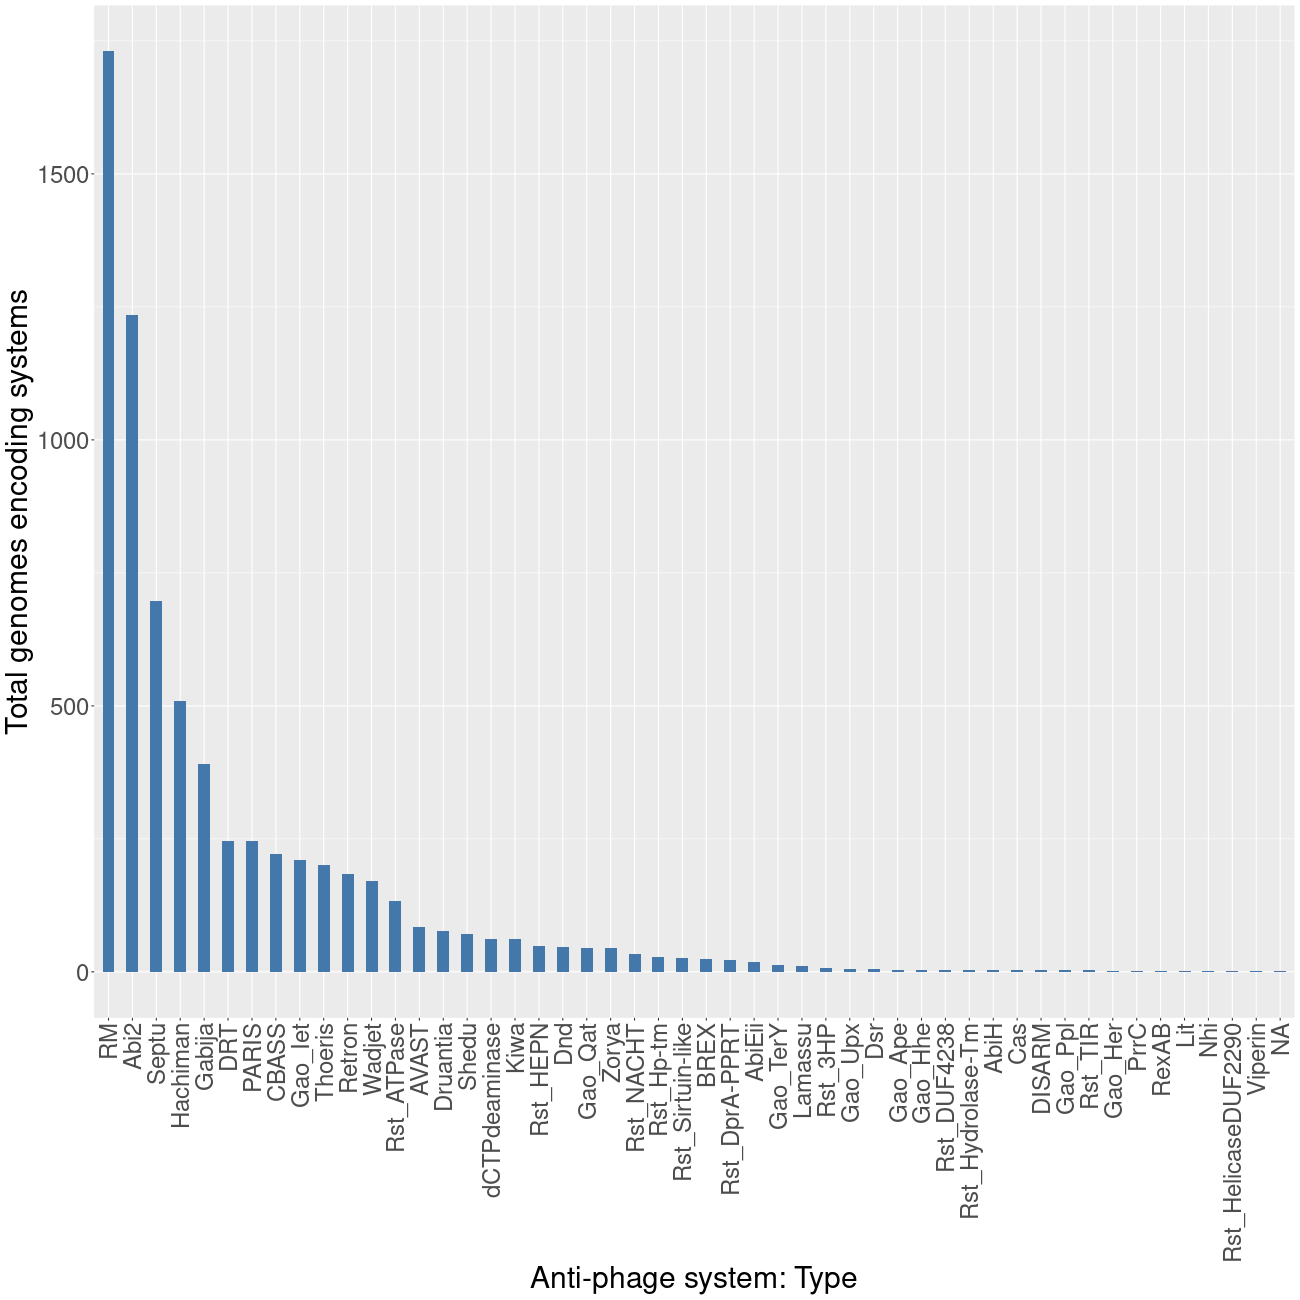 Total genomes encoding systems
1500
1000
500
0
RM
Abi2
Septu
Hachiman
Gabija
DRT
PARIS
CBASS
Gao_Iet
Thoeris
Retron
Wadjet
Rst_ATPase
AVAST
Druantia
Shedu
dCTPdeaminase
Kiwa
Rst_HEPN
Dnd
Gao_Qat
Zorya
Rst_NACHT
Rst_Hp-tm
Rst_Sirtuin-like
BREX
Rst_DprA-PPRT
AbiEii
Gao_TerY
Lamassu
Rst_3HP
Gao_Upx
Dsr
Gao_Ape
Gao_Hhe
Rst_DUF4238
Rst_Hydrolase-Tm
AbiH
Cas
DISARM
Gao_Ppl
Rst_TIR
Gao_Her
PrrC
RexAB
Lit
Nhi
Rst_HelicaseDUF2290
Viperin
NA
Anti-phage system: Type